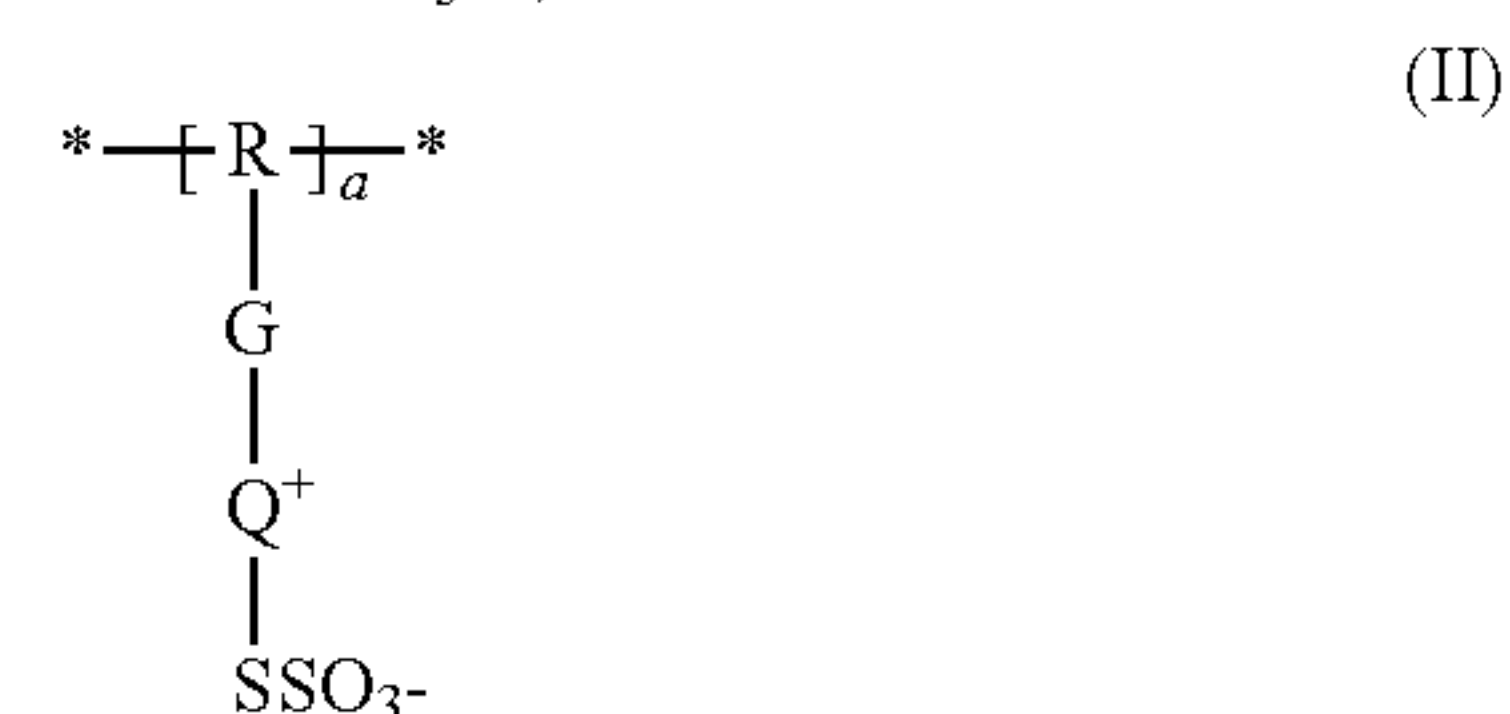 (II)
*—[R]a—*
G
Q+
SSO3-